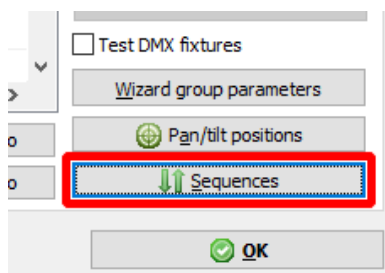 Test DMX fixtures
Wizard group parameters
o
Pan/tilt positions
o
Sequences
OK